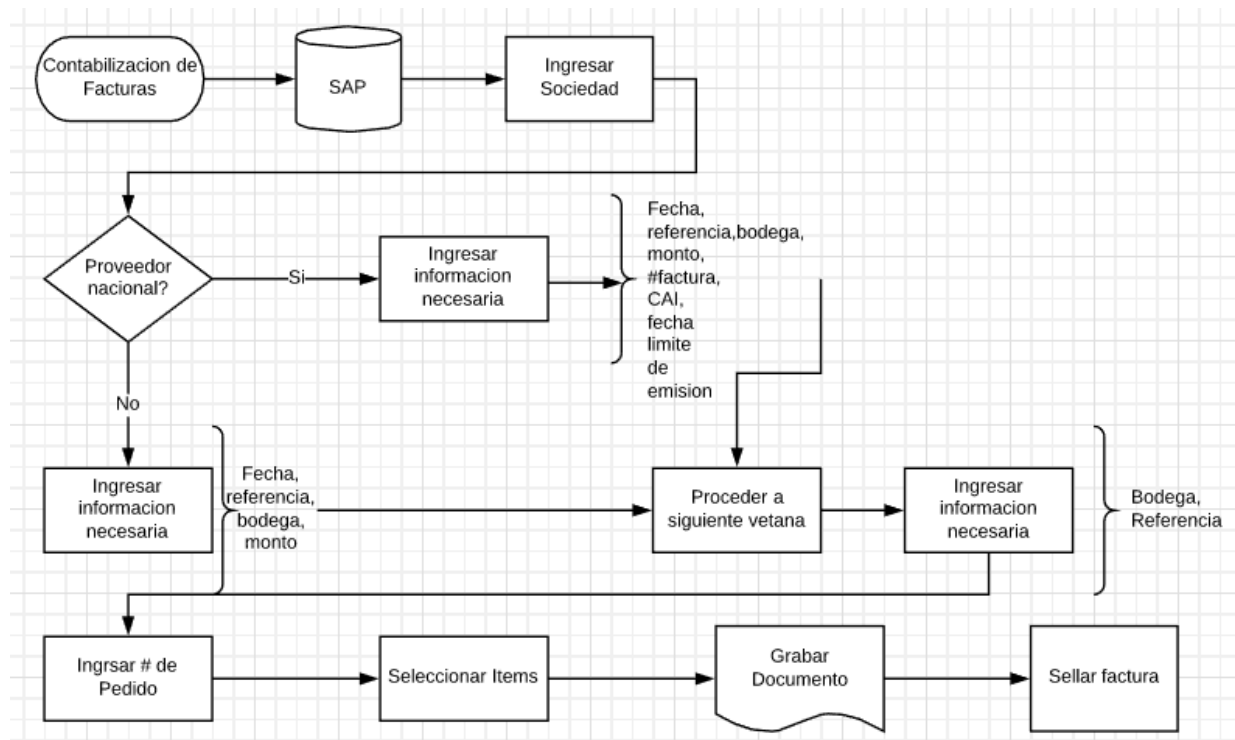 Contabilizacion de
Facturas
SAP
Ingresar
Sociedad
Proveedor
nacional?
Si
Ingresar
informacion
necesaria
Fecha,
referencia,bodega,
monto,
#factura,
CAI,
fecha
limite
de
emision
No
Ingresar
informacion
necesaria
Fecha,
referencia,
bodega,
monto
Proceder a
siguiente vetana
Ingresar
informacion
necesaria
Bodega,
Referencia
Ingrsar # de
Pedido
Seleccionar Items
Grabar
Documento
Sellar factura